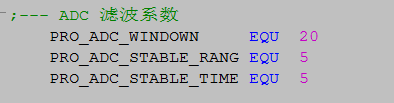 ;--- ADC 滤波系数
PRO_ADC_WINDOWN EQU 20
PRO_ADC_STABLE_RANG EQU 5
PRO_ADC_STABLE_TIME EQU 5